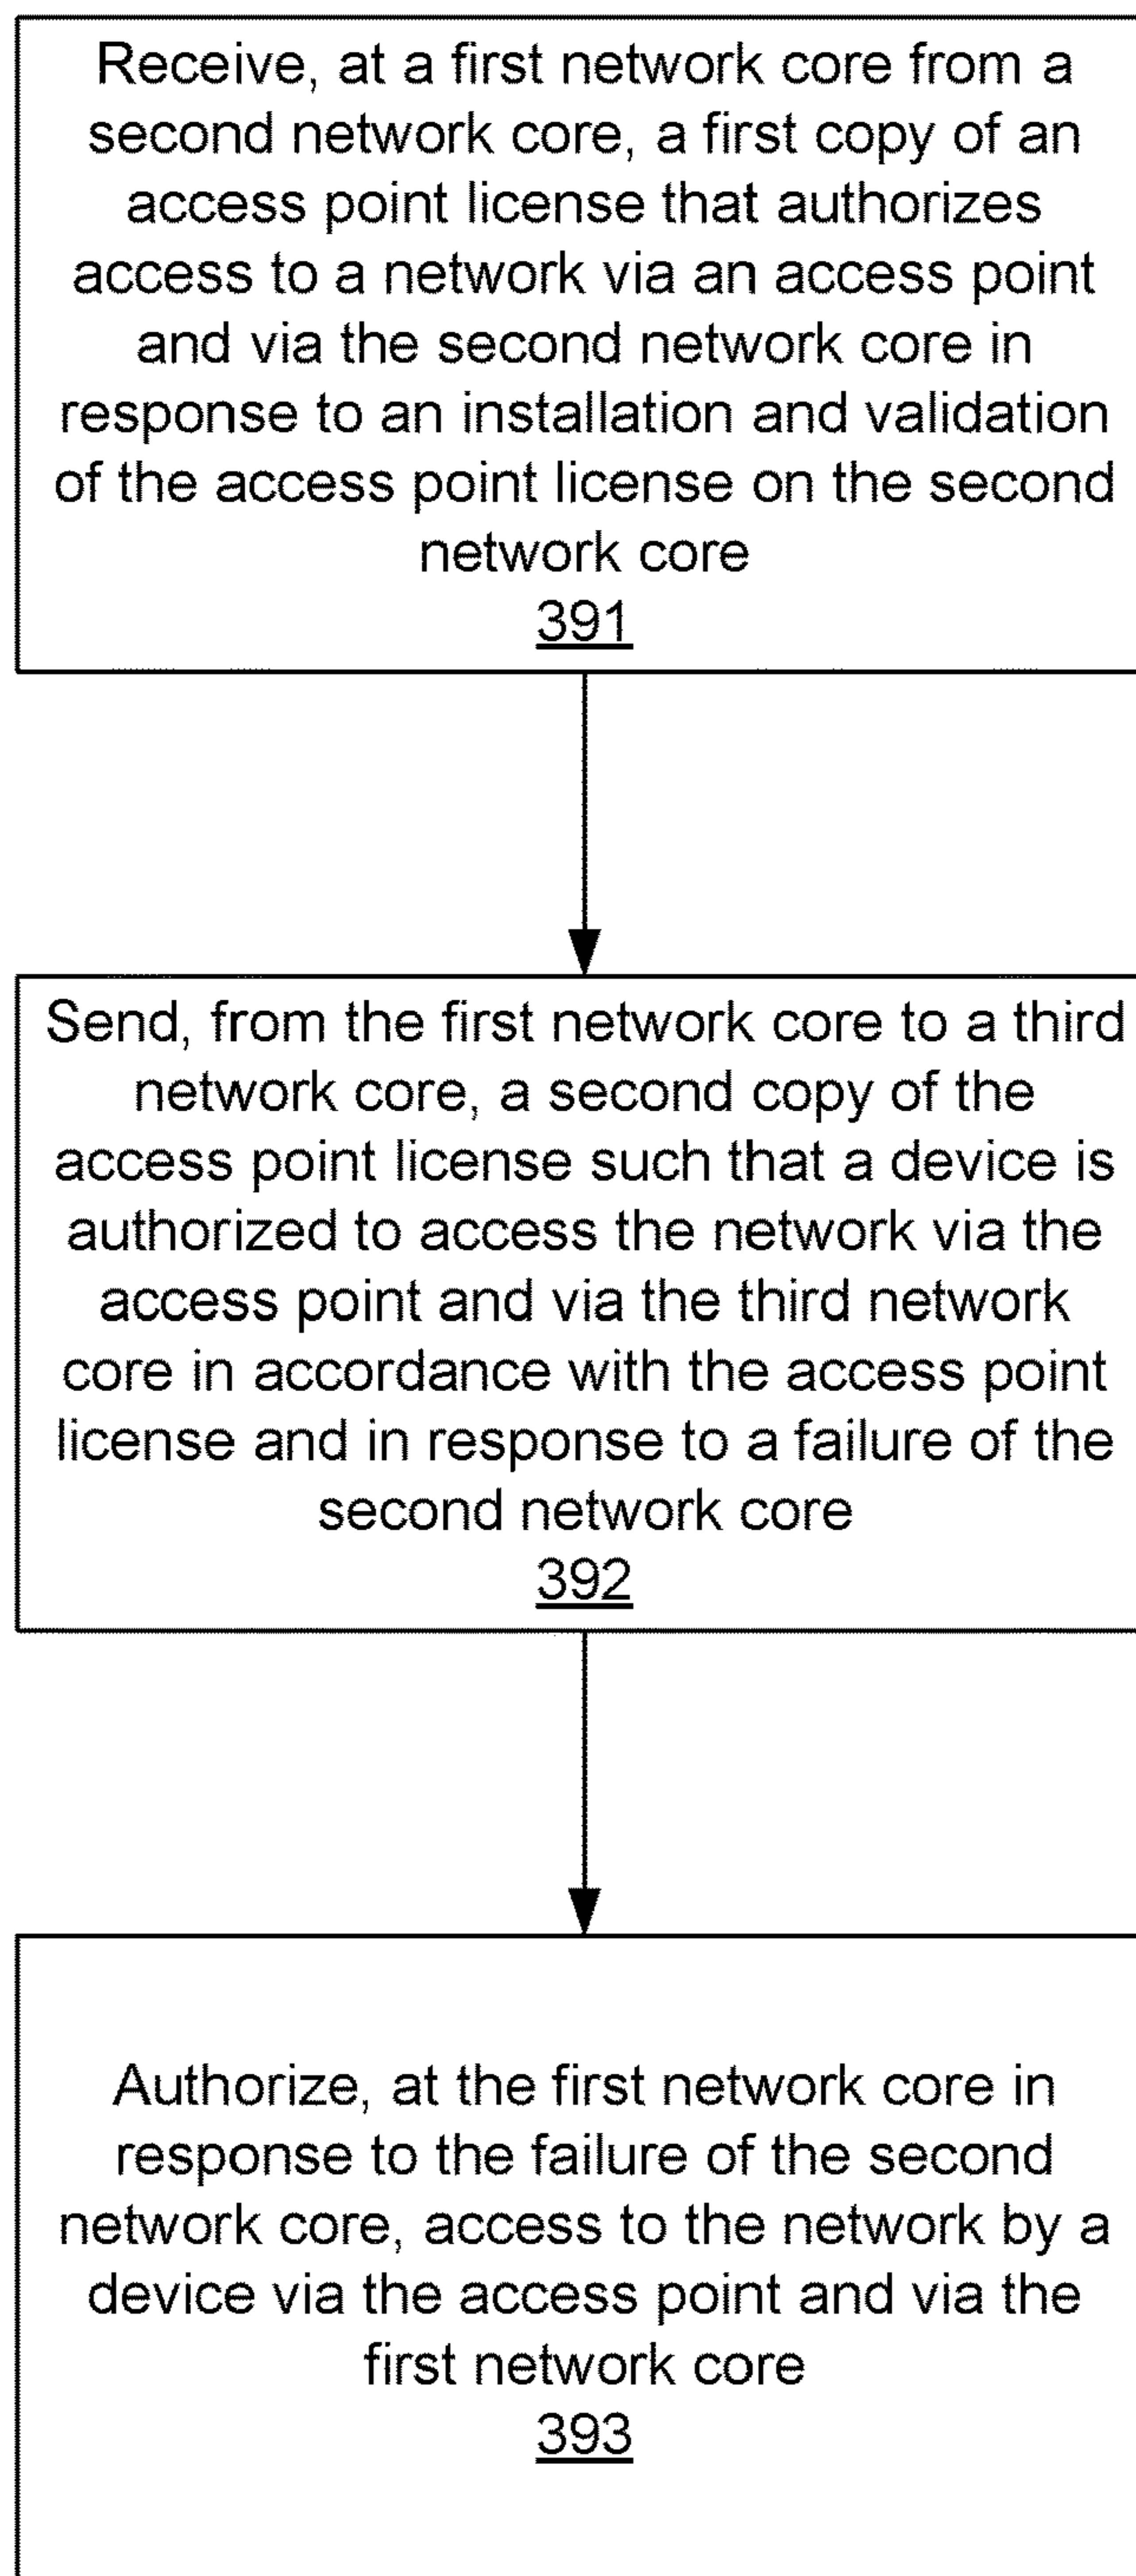 Receive, at a first network core from a
second network core, a first copy of an
access point license that authorizes
access to a network via an access point
and via the second network core in
response to an installation and validation
of the access point license on the second
network core
391
Send, from the first network core to a third
network core, a second copy of the
access point license such that a device is
authorized to access the network via the
access point and via the third network
core in accordance with the access point
license and in response to a failure of the
second network core
392
Authorize, at the first network core in
response to the failure of the second
network core, access to the network by a
device via the access point and via the
first network core
393